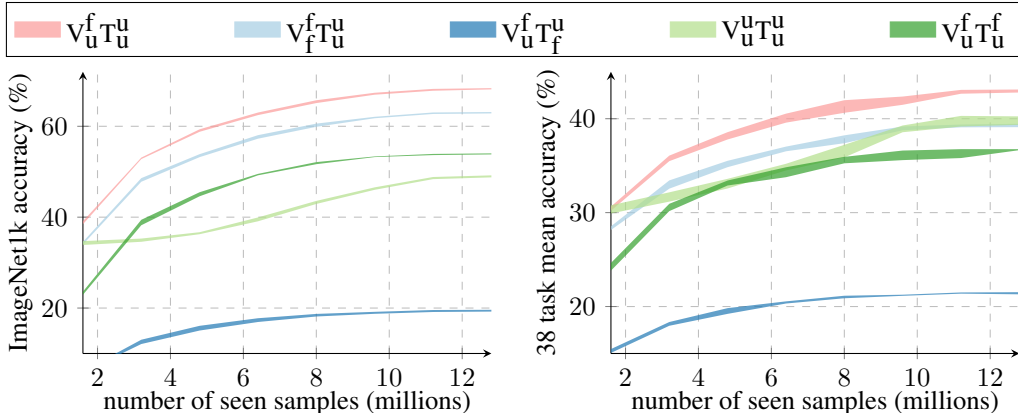 V_u^f T_u^u V_f^f T_u^u V_u^f T_f^u V_u^u T_u^u V_u^f T_u^f
ImageNet1k accuracy (%)
60
40
20
2 4 6 8 10 12
number of seen samples (millions)
38 task mean accuracy (%)
40
30
20
2 4 6 8 10 12
number of seen samples (millions)